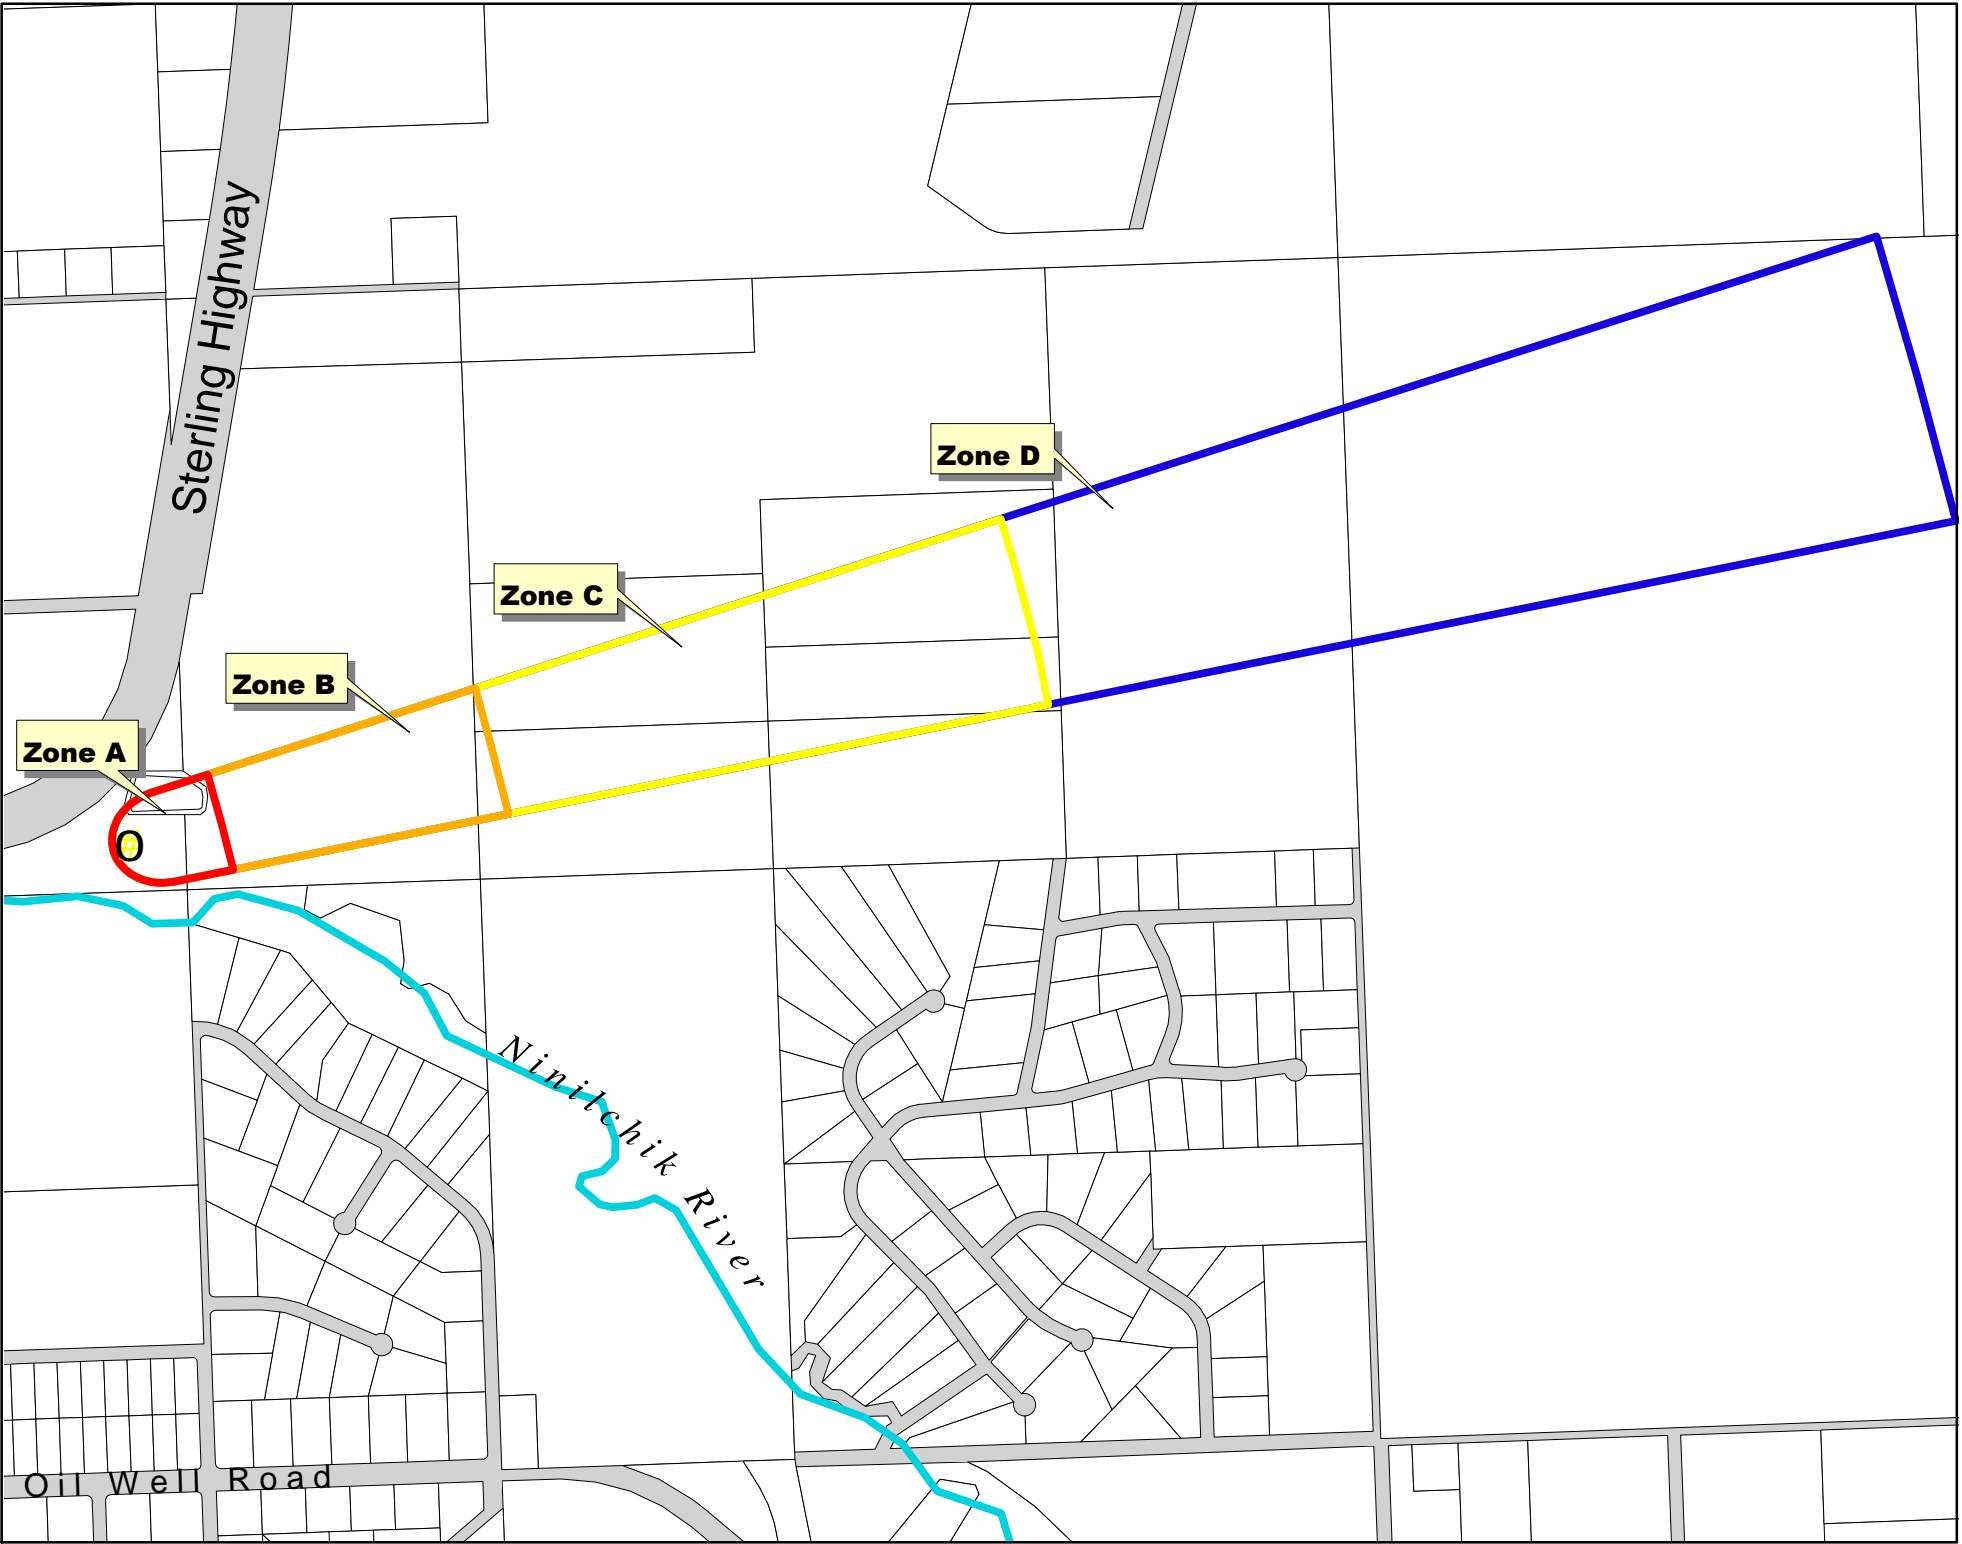 Sterling Highway
Zone D
Zone C
Zone B
Zone A
O
Ninilchik River
Oil Well Road